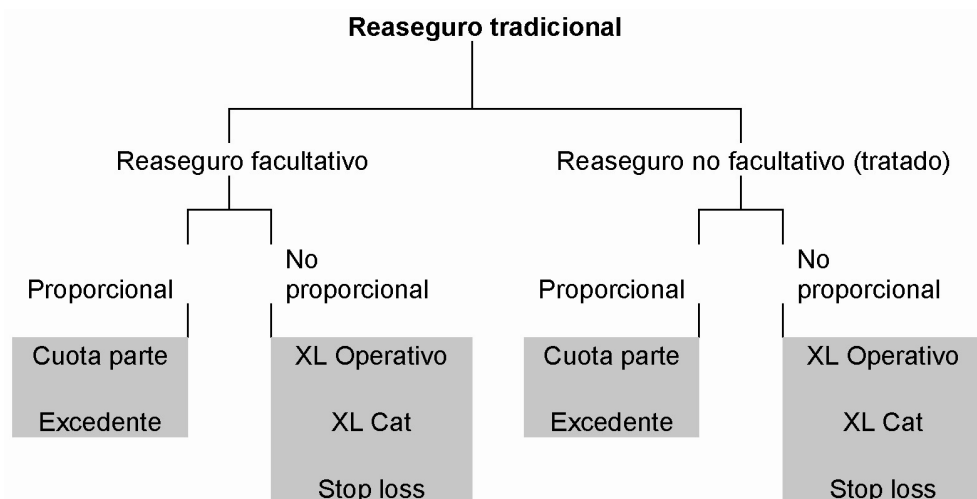 Reaseguro tradicional
Reaseguro facultativo
Reaseguro no facultativo (tratado)
Proporcional
No
proporcional
Proporcional
No
proporcional
Cuota parte
Excedente
XL Operativo
XL Cat
Stop loss
Cuota parte
Excedente
XL Operativo
XL Cat
Stop loss